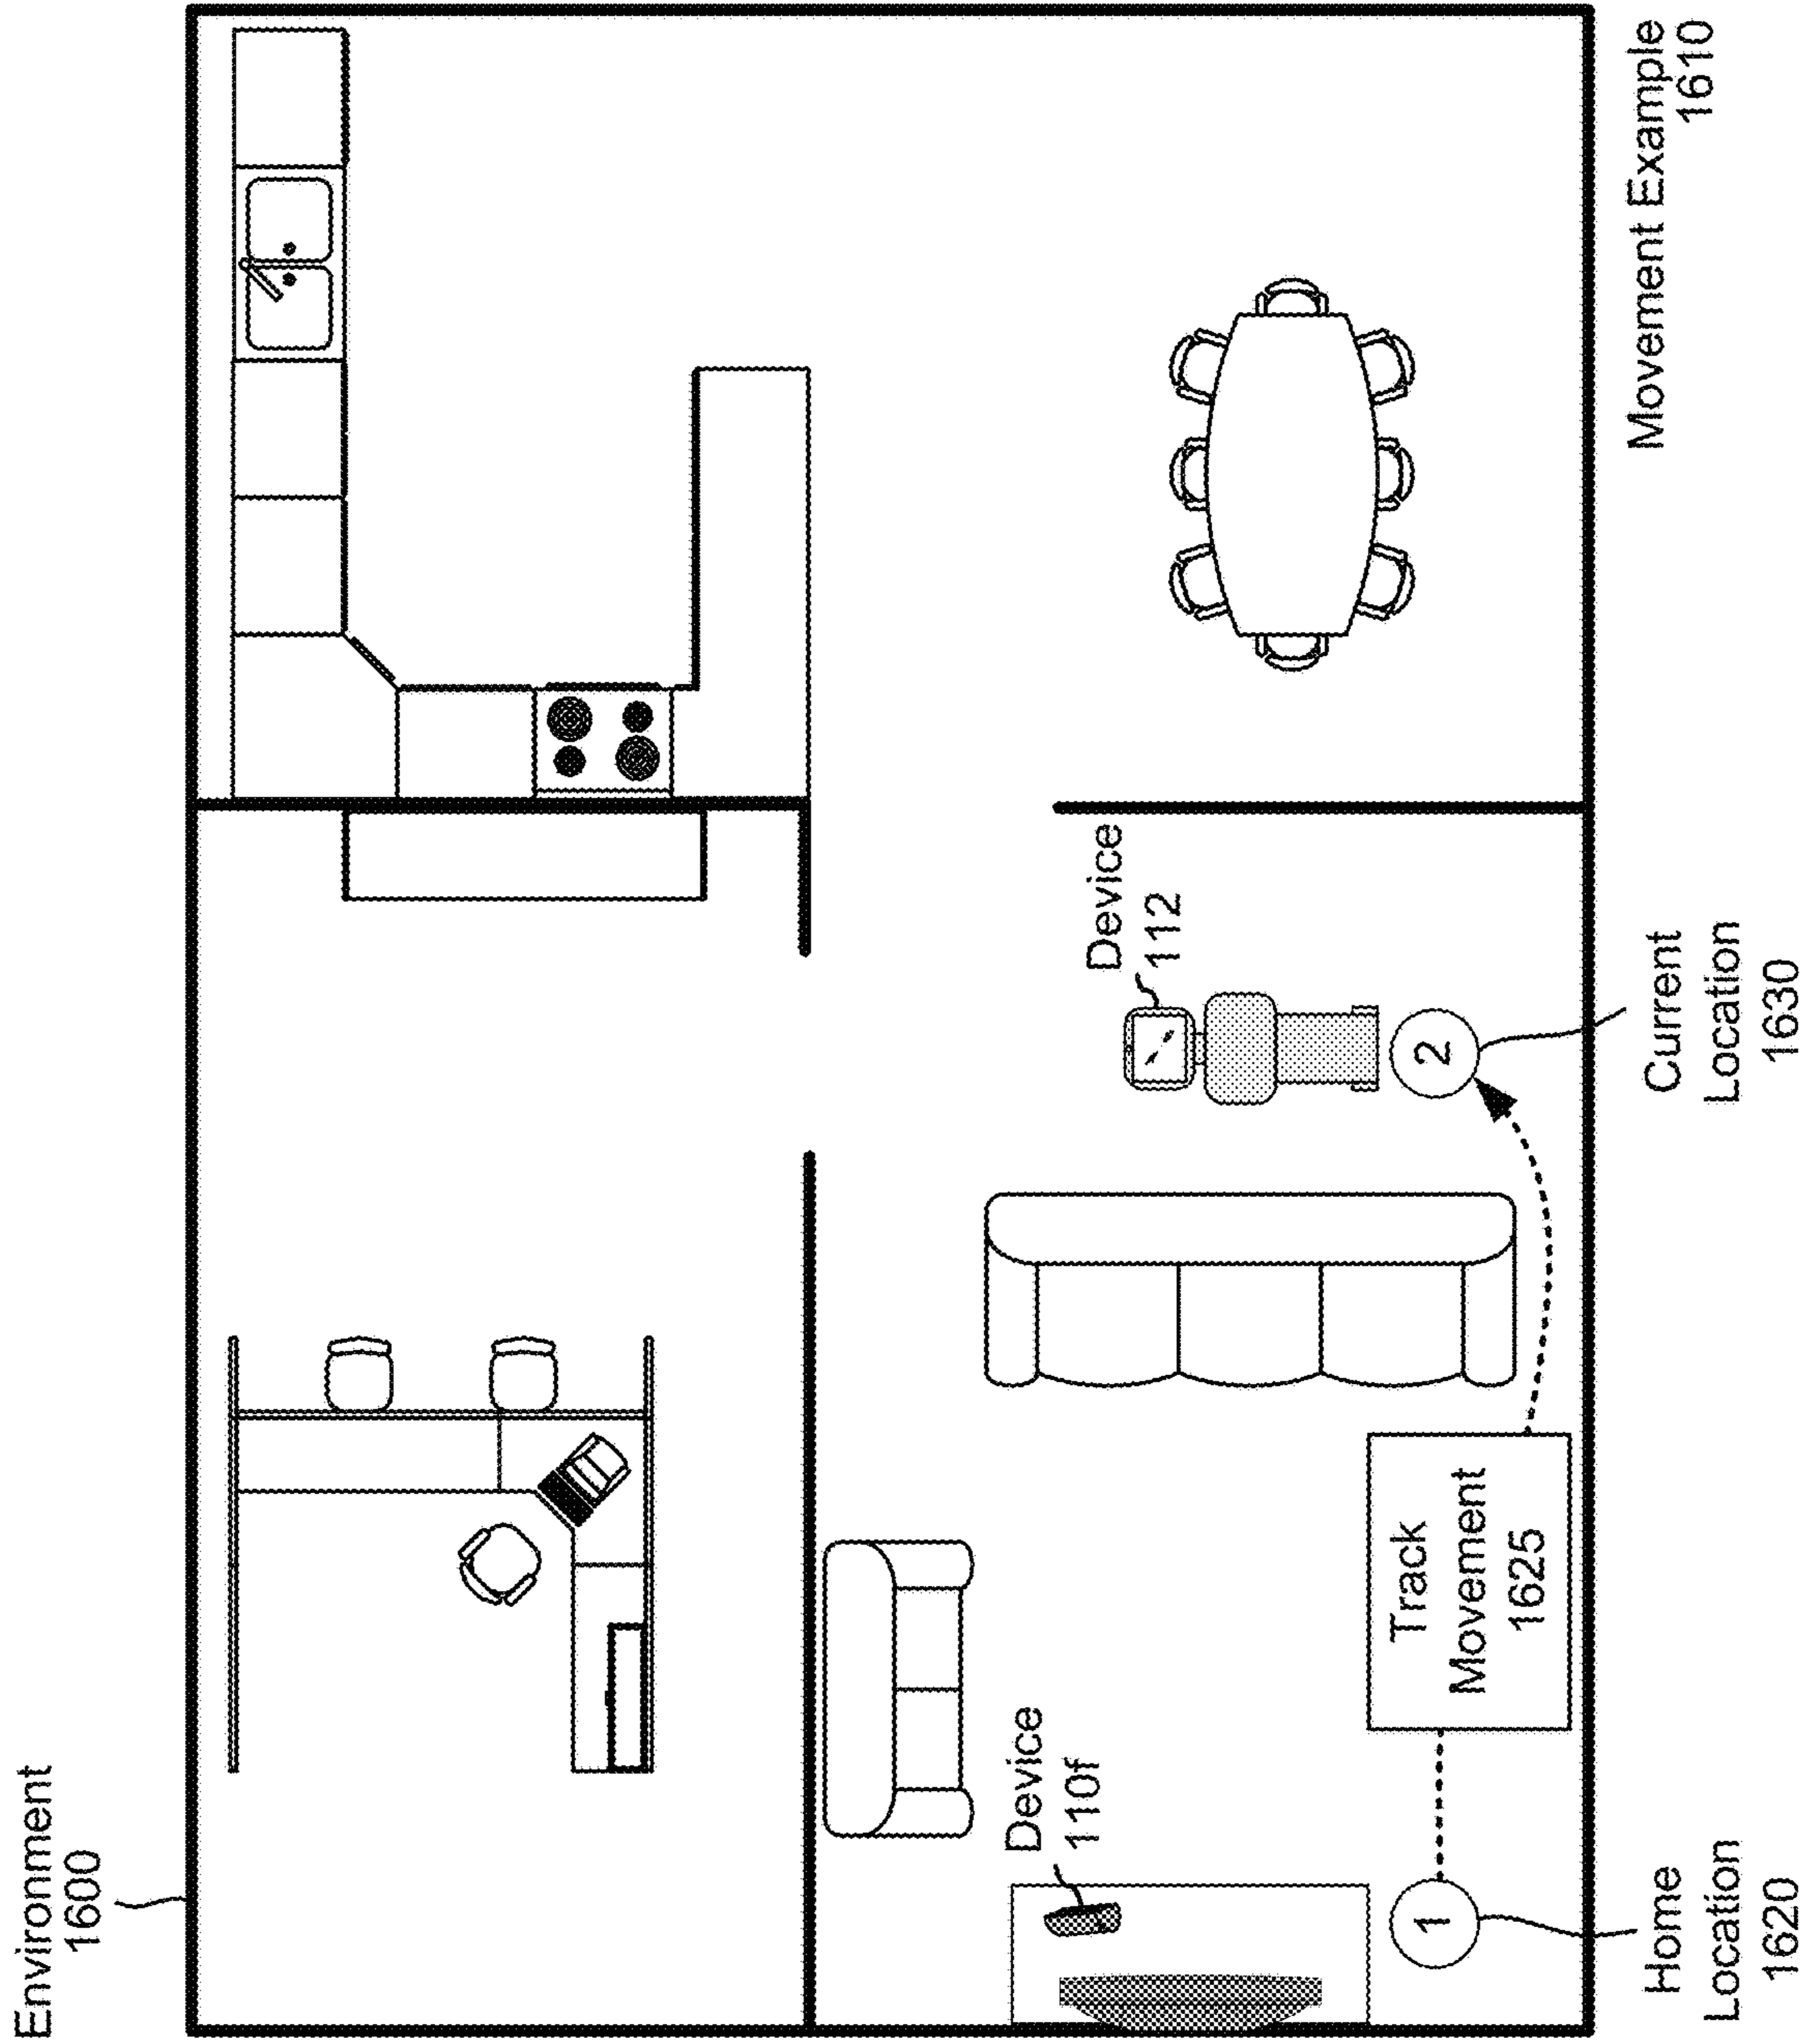 Environment
1600
Device
110f
Device
112
Track
Movement
1625
1
2
Home
Location
1620
Current
Location
1630
Movement Example
1610